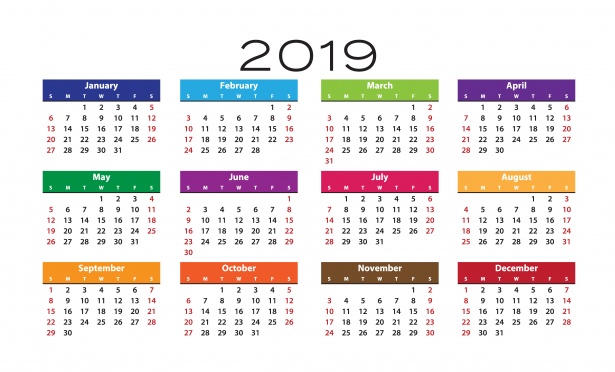 2019
January
S M T W T F S
1 2 3 4 5
6 7 8 9 10 11 12
13 14 15 16 17 18 19
20 21 22 23 24 25 26
27 28 29 30 31
February
S M T W T F S
1 2
3 4 5 6 7 8 9
10 11 12 13 14 15 16
17 18 19 20 21 22 23
24 25 26 27 28
March
S M T W T F S
1 2
3 4 5 6 7 8 9
10 11 12 13 14 15 16
17 18 19 20 21 22 23
24 25 26 27 28 29 30
31
April
S M T W T F S
1 2 3 4 5 6
7 8 9 10 11 12 13
14 15 16 17 18 19 20
21 22 23 24 25 26 27
28 29 30
May
S M T W T F S
1 2 3 4
5 6 7 8 9 10 11
12 13 14 15 16 17 18
19 20 21 22 23 24 25
26 27 28 29 30 31
June
S M T W T F S
1
2 3 4 5 6 7 8
9 10 11 12 13 14 15
16 17 18 19 20 21 22
23 24 25 26 27 28 29
30
July
S M T W T F S
1 2 3 4 5 6
7 8 9 10 11 12 13
14 15 16 17 18 19 20
21 22 23 24 25 26 27
28 29 30 31
August
S M T W T F S
1 2 3
4 5 6 7 8 9 10
11 12 13 14 15 16 17
18 19 20 21 22 23 24
25 26 27 28 29 30 31
September
S M T W T F S
1 2 3 4 5 6 7
8 9 10 11 12 13 14
15 16 17 18 19 20 21
22 23 24 25 26 27 28
29 30
October
S M T W T F S
1 2 3 4 5
6 7 8 9 10 11 12
13 14 15 16 17 18 19
20 21 22 23 24 25 26
27 28 29 30 31
November
S M T W T F S
1 2
3 4 5 6 7 8 9
10 11 12 13 14 15 16
17 18 19 20 21 22 23
24 25 26 27 28 29 30
December
S M T W T F S
1 2 3 4 5 6 7
8 9 10 11 12 13 14
15 16 17 18 19 20 21
22 23 24 25 26 27 28
29 30 31